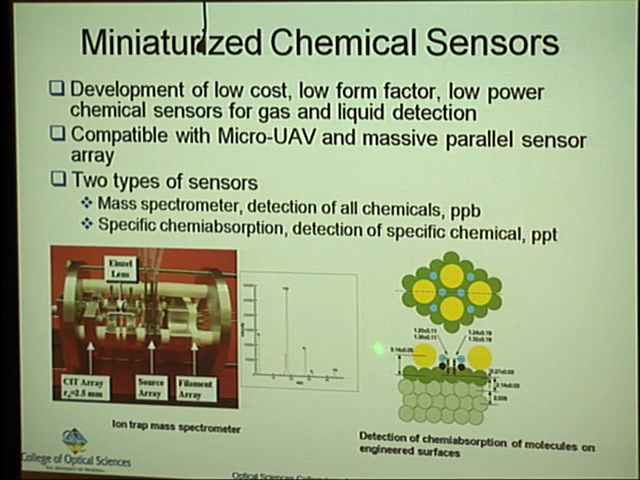 Miniaturized Chemical Sensors
Development of low cost, low form factor, low power
chemical sensors for gas and liquid detection
Compatible with Micro-UAV and massive parallel sensor
array
Two types of sensors
Mass spectrometer, detection of all chemicals, ppb
Specific chemiabsorption, detection of specific chemical, ppt
Einzel
Lens
CIT Array
Source
Array
Filament
Array
Ion trap mass spectrometer
Detection of chemiabsorption of molecules on
engineered surfaces
College of Optical Sciences